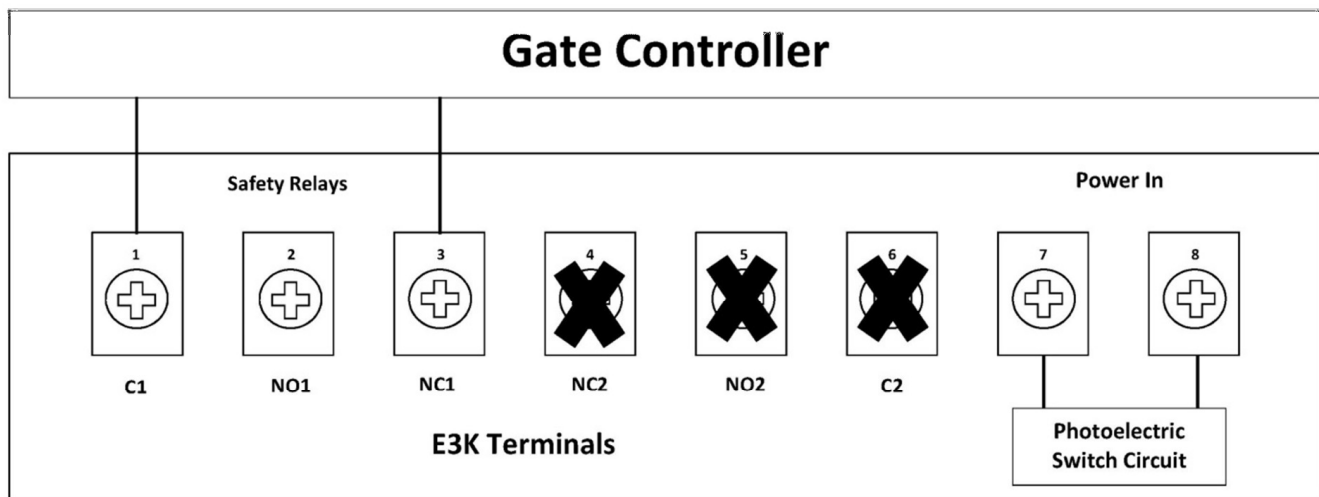 Gate Controller
Safety Relays
Power In
1 2 3 4 5 6 7 8
C1 NO1 NC1 NC2 NO2 C2
E3K Terminals
Photoelectric
Switch Circuit